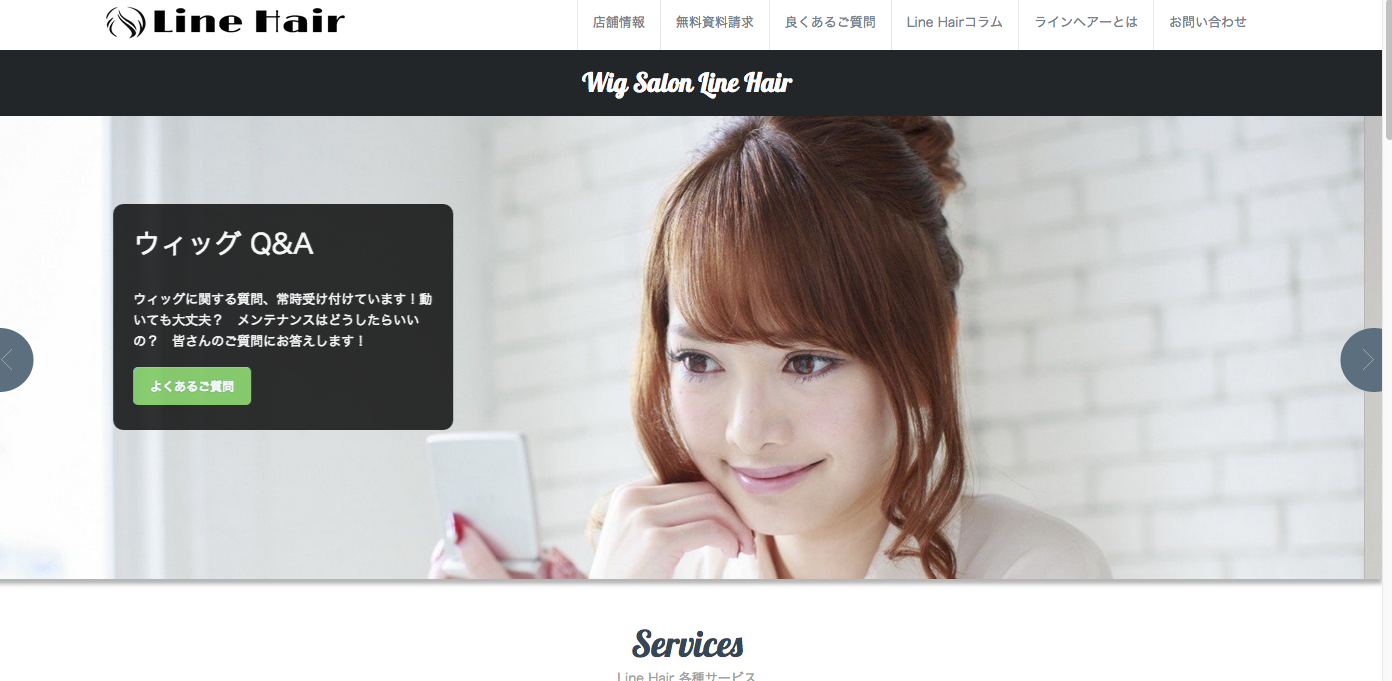 Line Hair
店舗情報
無料資料請求
良くあるご質問
Line Hairコラム
ラインヘアーとは
お問い合わせ
Wig Salon Line Hair
ウィッグ Q&A
ウィッグに関する質問、常時受け付けています！動
いても大丈夫？　メンテナンスはどうしたらいい
の？　皆さんのご質問にお答えします！
よくあるご質問
Services
Line Hair 各種サービス